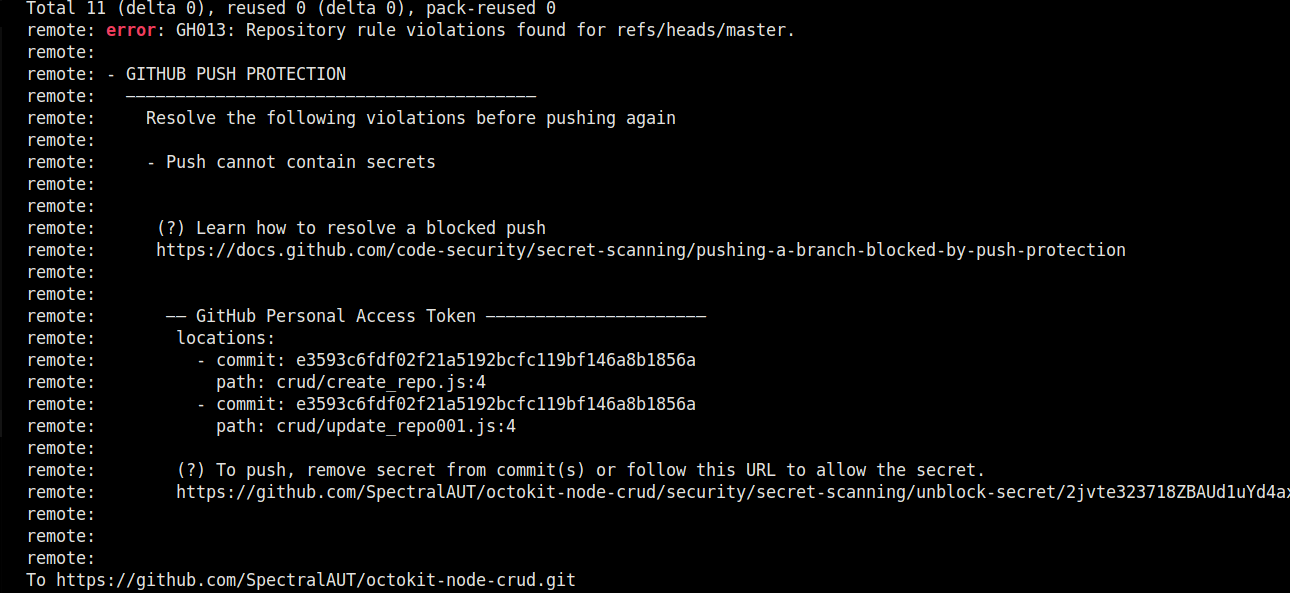 Total 11 (delta 0), reused 0 (delta 0), pack-reused 0
remote: error: GH013: Repository rule violations found for refs/heads/master.
remote:
remote: - GITHUB PUSH PROTECTION
remote:   —————————————————————————————————————————
remote:     Resolve the following violations before pushing again
remote:
remote:     - Push cannot contain secrets
remote:
remote:
remote:      (?) Learn how to resolve a blocked push
remote:      https://docs.github.com/code-security/secret-scanning/pushing-a-branch-blocked-by-push-protection
remote:
remote:
remote:       —— GitHub Personal Access Token ——————————————————————
remote:        locations:
remote:          - commit: e3593c6fdf02f21a5192bcfc119bf146a8b1856a
remote:            path: crud/create_repo.js:4
remote:          - commit: e3593c6fdf02f21a5192bcfc119bf146a8b1856a
remote:            path: crud/update_repo001.js:4
remote:
remote:        (?) To push, remove secret from commit(s) or follow this URL to allow the secret.
remote:        https://github.com/SpectralAUT/octokit-node-crud/security/secret-scanning/unblock-secret/2jvte323718ZBAUd1uYd4ax
remote:
remote:
remote:
To https://github.com/SpectralAUT/octokit-node-crud.git